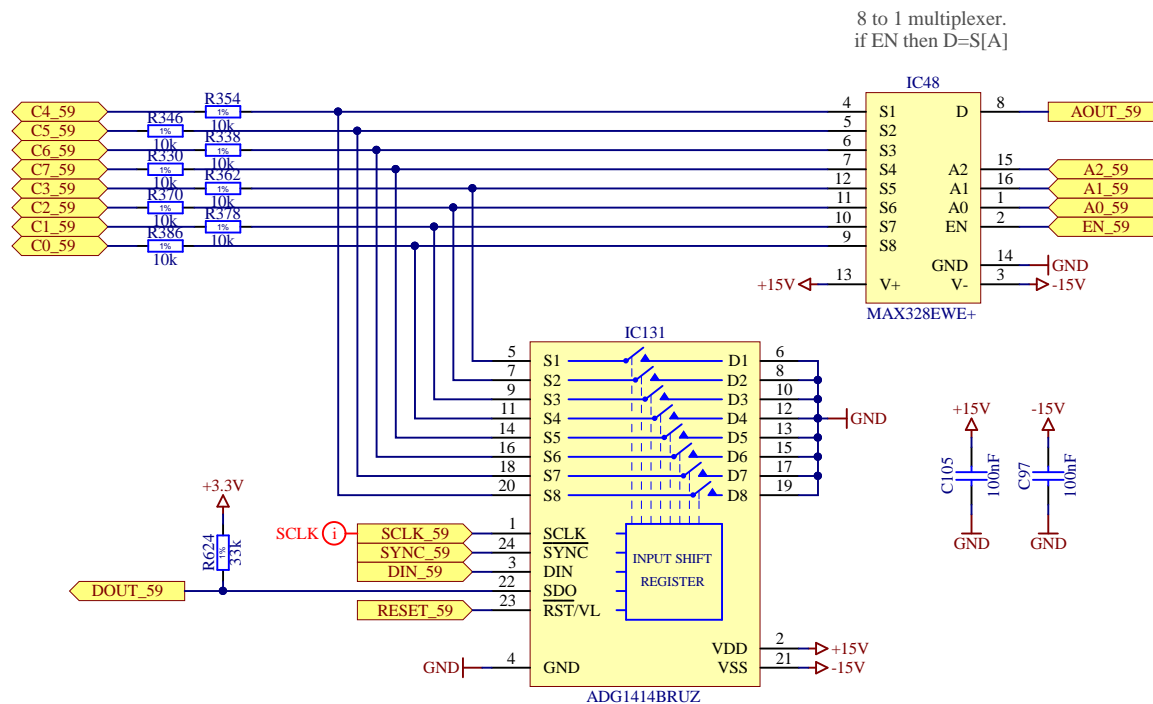 8 to 1 multiplexer.
if EN then D=S[A]
IC48
C4_59 R354 1% 10k 4 S1 D 8 AOUT_59
C5_59 R346 1% 10k 5 S2
C6_59 R338 1% 10k 6 S3
C7_59 R330 1% 10k 7 S4 A2 15 A2_59
C3_59 R362 1% 10k 12 S5 A1 16 A1_59
C2_59 R370 1% 10k 11 S6 A0 1 A0_59
C1_59 R378 1% 10k 10 S7 EN 2 EN_59
C0_59 R386 1% 10k 9 S8
GND 14 GND
+15V 13 V+ V- 3 -15V
MAX328EWE+
IC131
5 S1 D1 6
7 S2 D2 8
9 S3 D3 10
11 S4 D4 12 GND
14 S5 D5 13
16 S6 D6 15
18 S7 D7 17
20 S8 D8 19
+15V -15V
C105 100nF C97 100nF
GND GND
+3.3V
R624 1% 33k
SCLK i SCLK_59 1 SCLK
SYNC_59 24 SYNC
DIN_59 3 DIN
DOUT_59 22 SDO
RESET_59 23 RST/VL
INPUT SHIFT
REGISTER
VDD 2 +15V
GND 4 GND VSS 21 -15V
ADG1414BRUZ